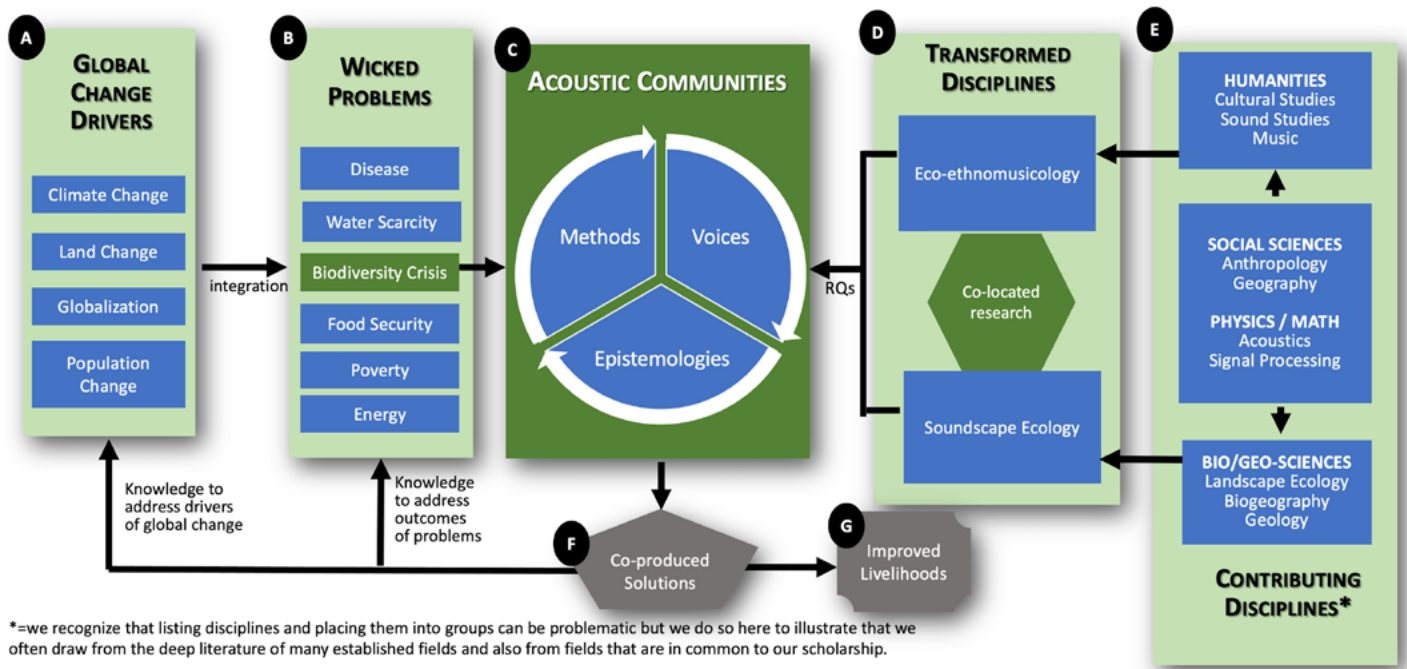 A
GLOBAL
CHANGE
DRIVERS
Climate Change
Land Change
Globalization
Population
Change
integration
B
WICKED
PROBLEMS
Disease
Water Scarcity
Biodiversity Crisis
Food Security
Poverty
Energy
C
ACOUSTIC COMMUNITIES
Methods
Voices
Epistemologies
RQs
D
TRANSFORMED
DISCIPLINES
Eco-ethnomusicology
Co-located
research
Soundscape Ecology
E
HUMANITIES
Cultural Studies
Sound Studies
Music
SOCIAL SCIENCES
Anthropology
Geography
PHYSICS / MATH
Acoustics
Signal Processing
BIO/GEO-SCIENCES
Landscape Ecology
Biogeography
Geology
CONTRIBUTING
DISCIPLINES*
Knowledge to
address drivers
of global change
Knowledge
to address
outcomes
of problems
F
Co-produced
Solutions
G
Improved
Livelihoods
*=we recognize that listing disciplines and placing them into groups can be problematic but we do so here to illustrate that we
often draw from the deep literature of many established fields and also from fields that are in common to our scholarship.